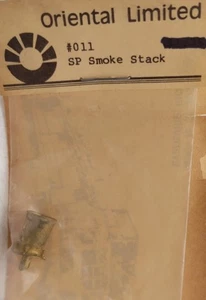 Oriental Limited
#011
SP Smoke Stack